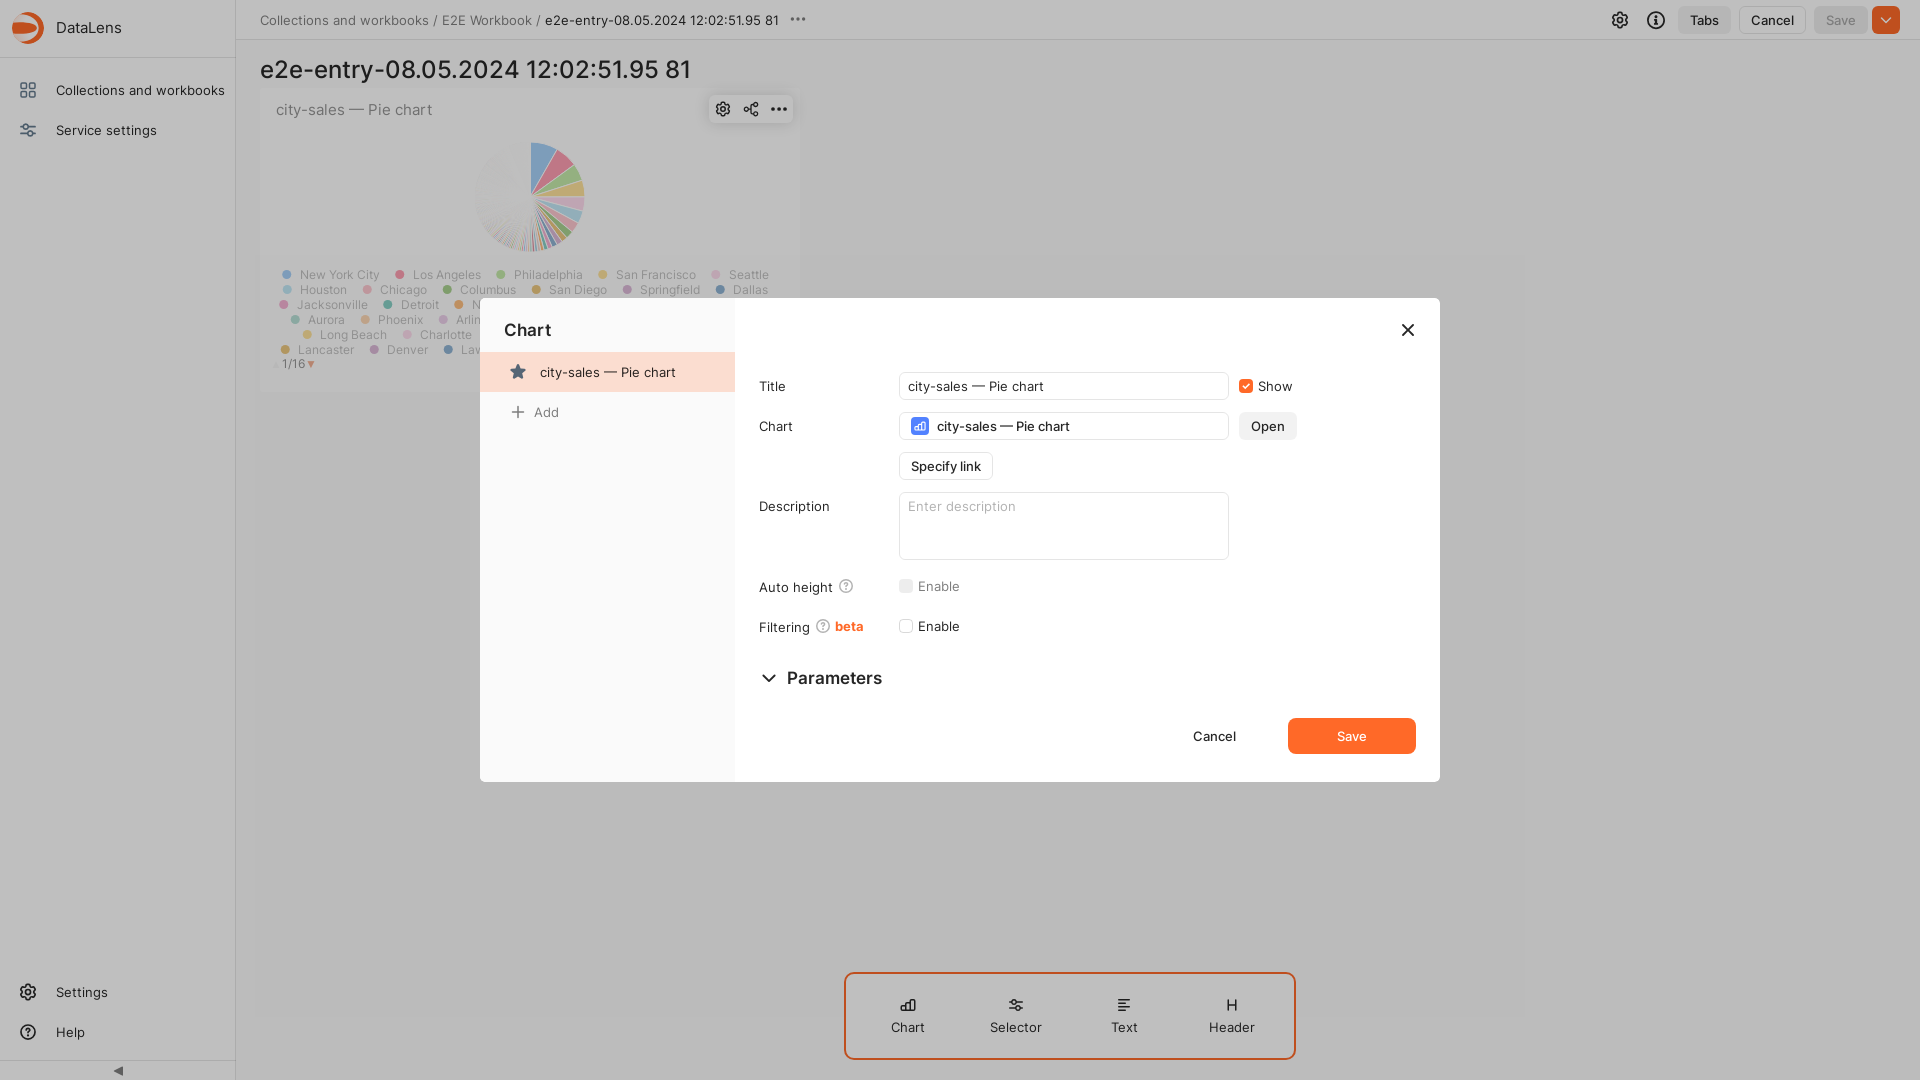 DataLens
Collections and workbooks / E2E Workbook / e2e-entry-08.05.2024 12:02:51.95 81
Tabs
Cancel
Save
Collections and workbooks
Service settings
e2e-entry-08.05.2024 12:02:51.95 81
city-sales — Pie chart
New York City Los Angeles Philadelphia San Francisco Seattle
Houston Chicago Columbus San Diego Springfield Dallas
Jacksonville Detroit
Aurora Phoenix
Long Beach Charlotte
Lancaster Denver
1/16
Chart
city-sales — Pie chart
Add
Title
city-sales — Pie chart
Show
Chart
city-sales — Pie chart
Open
Specify link
Description
Enter description
Auto height
Enable
Filtering beta
Enable
Parameters
Cancel
Save
Chart
Selector
Text
H
Header
Settings
Help